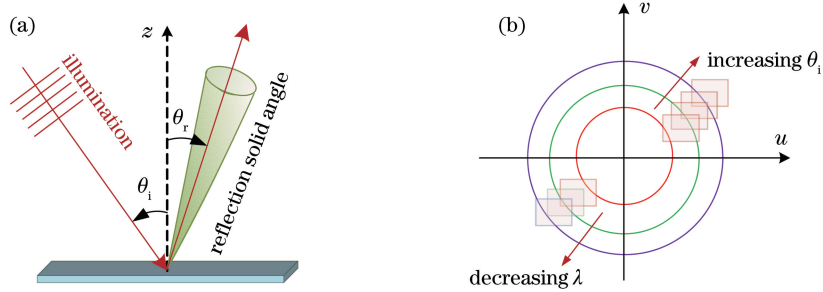 (a)
z
illumination
θr
θi
reflection solid angle
(b)
v
increasing θi
u
decreasing λ